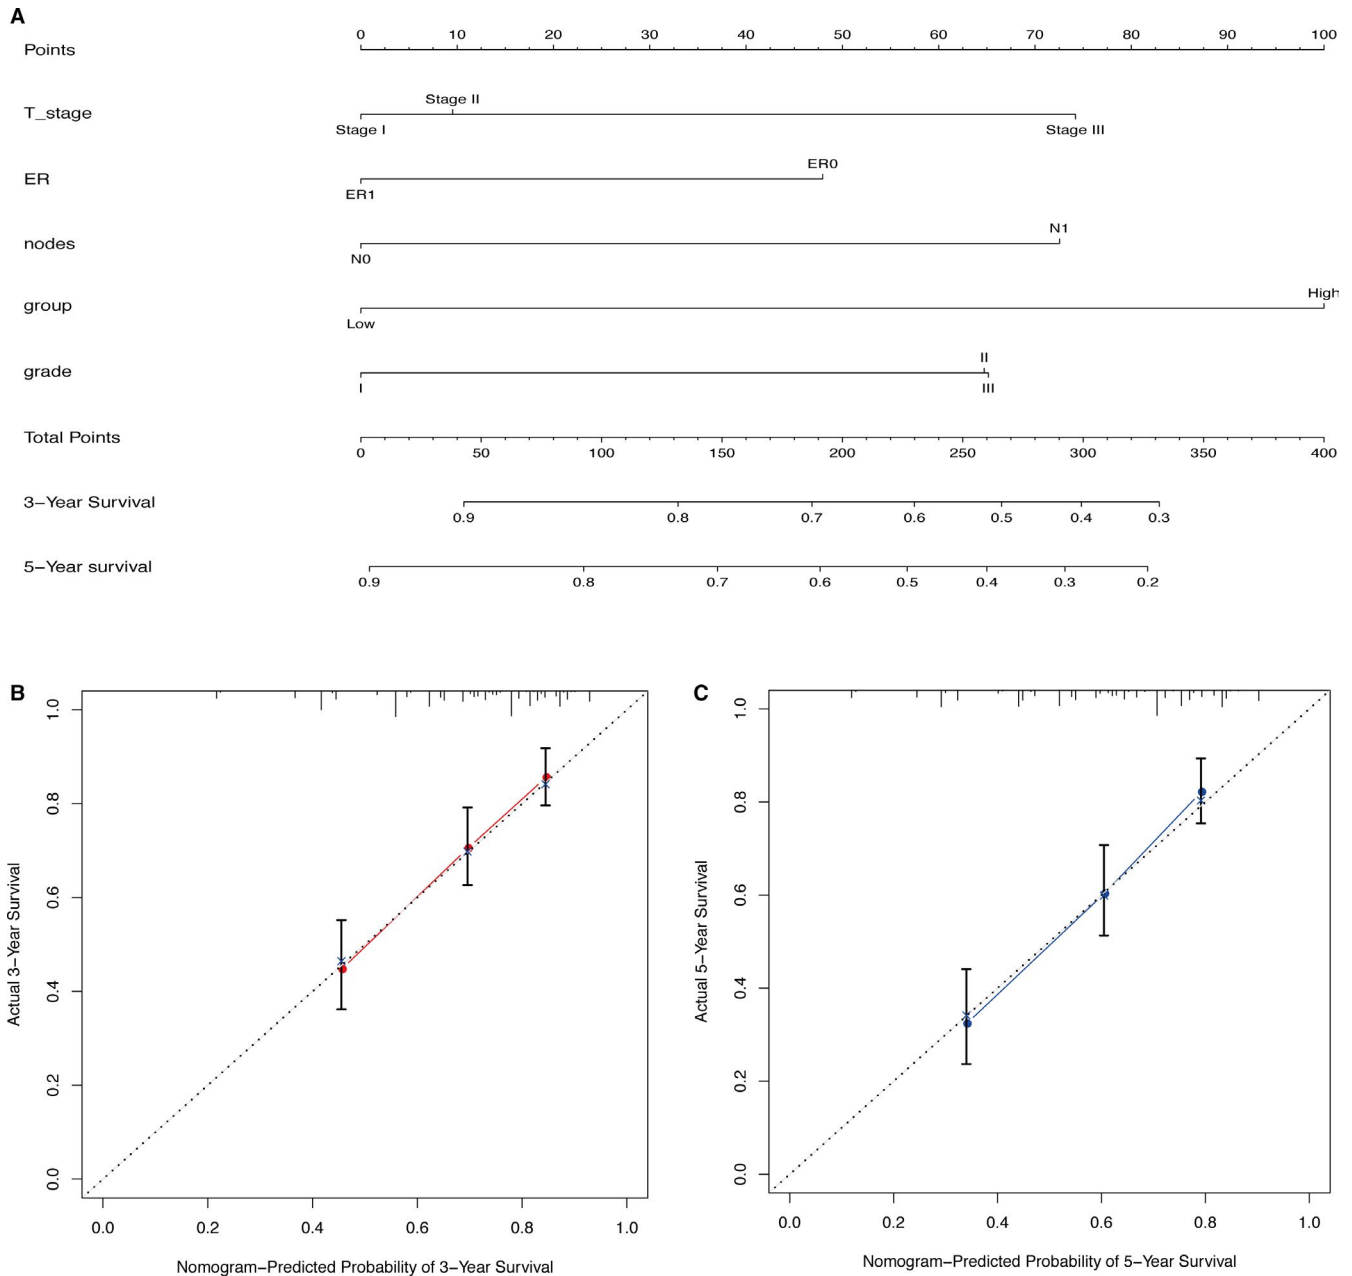 A
Points
0 10 20 30 40 50 60 70 80 90 100
T_stage
Stage II
Stage I
Stage III
ER
ER0
ER1
nodes
N1
N0
group
High
Low
grade
II
I
III
Total Points
0 50 100 150 200 250 300 350 400
3−Year Survival
0.9 0.8 0.7 0.6 0.5 0.4 0.3
5−Year survival
0.9 0.8 0.7 0.6 0.5 0.4 0.3 0.2
B
Actual 3−Year Survival
1.0
0.8
0.6
0.4
0.2
0.0
0.0 0.2 0.4 0.6 0.8 1.0
Nomogram−Predicted Probability of 3−Year Survival
C
Actual 5−Year Survival
1.0
0.8
0.6
0.4
0.2
0.0
0.0 0.2 0.4 0.6 0.8 1.0
Nomogram−Predicted Probability of 5−Year Survival